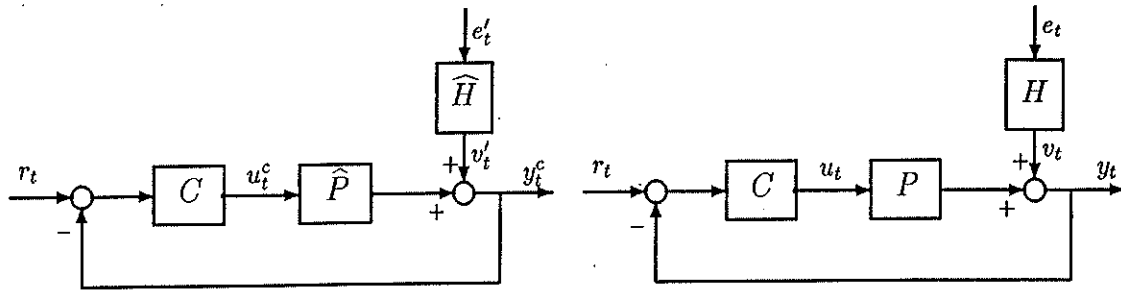 e′_t e_t
Ĥ H
+ v′_t + v_t
r_t C u^c_t P̂ + y^c_t r_t C u_t P + y_t
− −